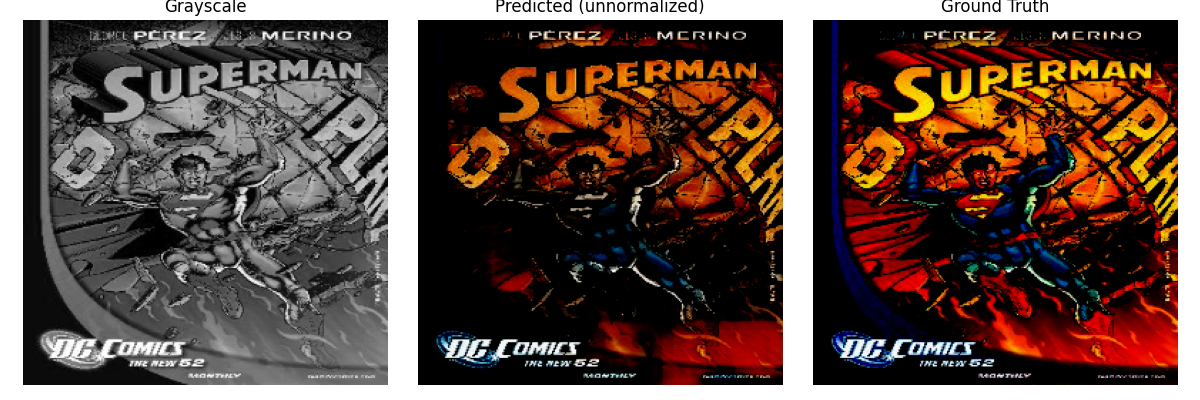 Grayscale
Predicted (unnormalized)
Ground Truth
PÉREZ MERINO
SUPERMAN
DC COMICS
THE NEW 52
MONTHLY
PÉREZ MERINO
SUPERMAN
DC COMICS
THE NEW 52
MONTHLY
PÉREZ MERINO
SUPERMAN
DC COMICS
THE NEW 52
MONTHLY